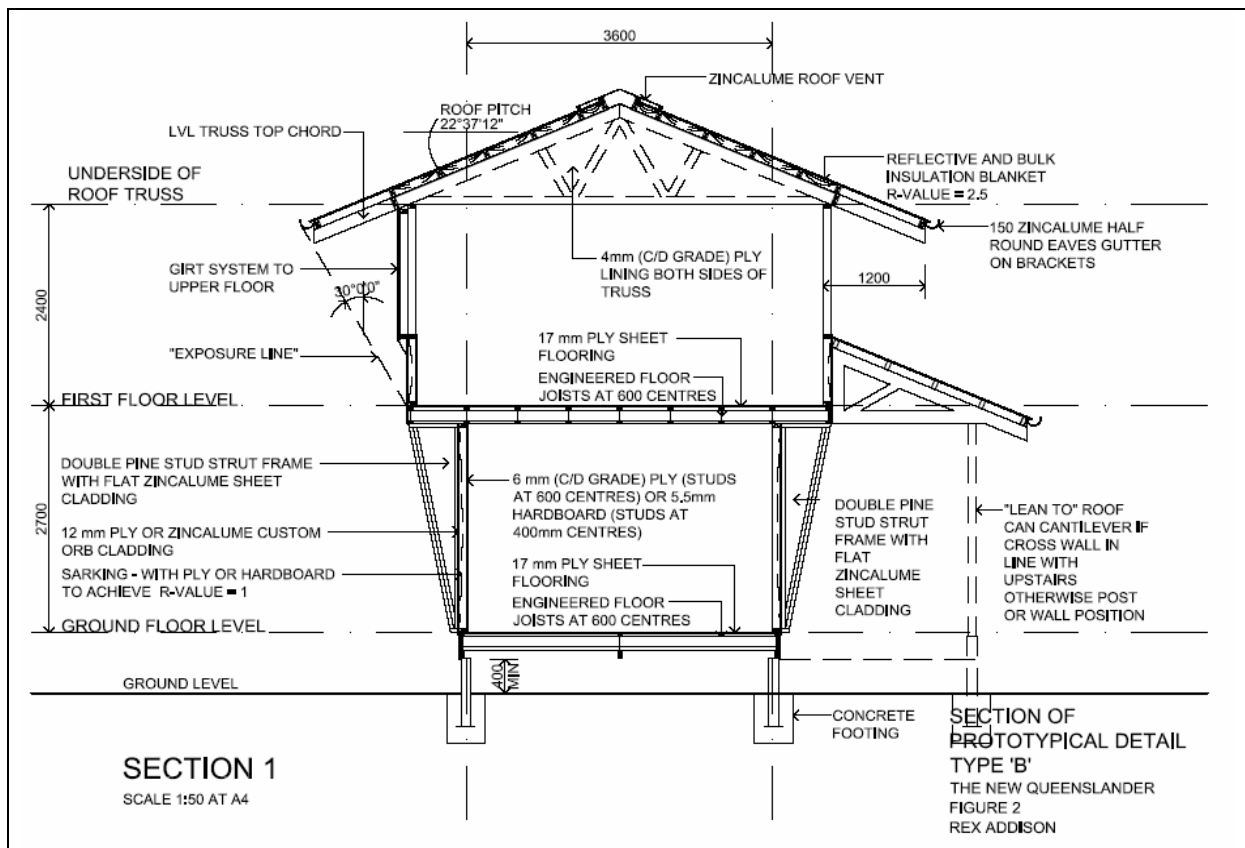 3600
ZINCALUME ROOF VENT
ROOF PITCH
22°37'12"
LVL TRUSS TOP CHORD
REFLECTIVE AND BULK
INSULATION BLANKET
R-VALUE = 2.5
UNDERSIDE OF
ROOF TRUSS
150 ZINCALUME HALF
ROUND EAVES GUTTER
ON BRACKETS
4mm (C/D GRADE) PLY
LINING BOTH SIDES OF
TRUSS
GIRT SYSTEM TO
UPPER FLOOR
1200
30°0'0"
2400
17 mm PLY SHEET
FLOORING
"EXPOSURE LINE"
ENGINEERED FLOOR
JOISTS AT 600 CENTRES
FIRST FLOOR LEVEL
DOUBLE PINE STUD STRUT FRAME
WITH FLAT ZINCALUME SHEET
CLADDING
6 mm (C/D GRADE) PLY (STUDS
AT 600 CENTRES) OR 5.5mm
HARDBOARD (STUDS AT
400mm CENTRES)
DOUBLE PINE
STUD STRUT
FRAME WITH
FLAT
ZINCALUME
SHEET
CLADDING
"LEAN TO" ROOF
CAN CANTILEVER IF
CROSS WALL IN
LINE WITH
UPSTAIRS
OTHERWISE POST
OR WALL POSITION
2700
12 mm PLY OR ZINCALUME CUSTOM
ORB CLADDING
SARKING - WITH PLY OR HARDBOARD
TO ACHIEVE R-VALUE = 1
17 mm PLY SHEET
FLOORING
ENGINEERED FLOOR
JOISTS AT 600 CENTRES
GROUND FLOOR LEVEL
400
MIN
GROUND LEVEL
CONCRETE
FOOTING
SECTION 1
SCALE 1:50 AT A4
SECTION OF
PROTOTYPICAL DETAIL
TYPE 'B'
THE NEW QUEENSLANDER
FIGURE 2
REX ADDISON